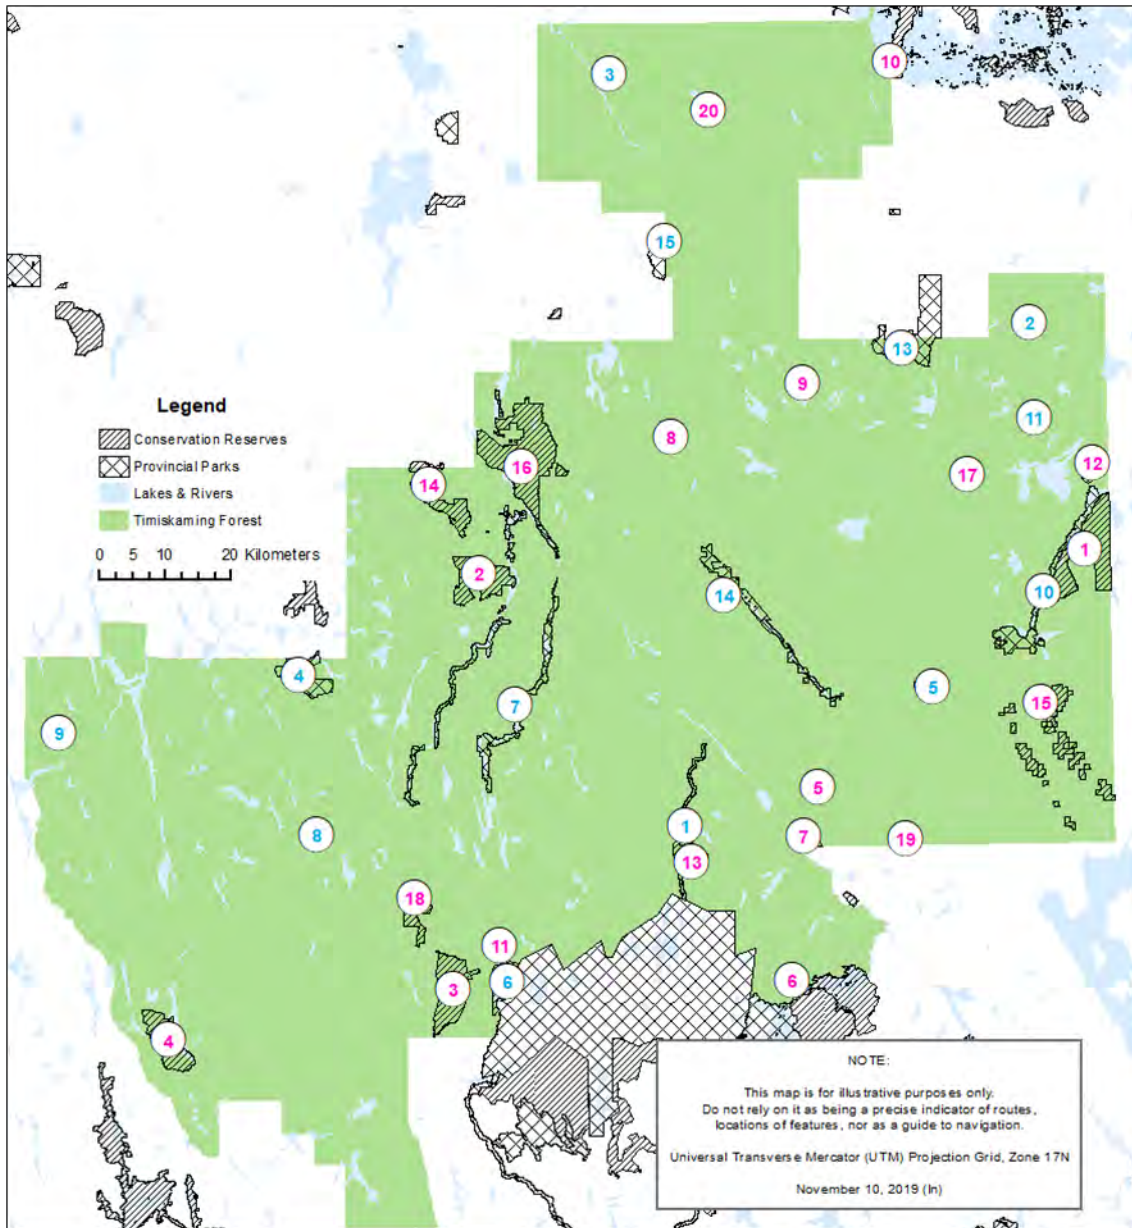 3
20
10
15
2
13
9
11
8
17
12
16
14
2
1
14
10
Legend
Conservation Reserves
Provincial Parks
Lakes & Rivers
Timiskaming Forest
0 5 10 20 Kilometers
4
5
15
7
9
5
8
1
7
19
13
18
11
6
3
6
4
NOTE:
This map is for illustrative purposes only.
Do not rely on it as being a precise indicator of routes,
locations of features, nor as a guide to navigation.
Universal Transverse Mercator (UTM) Projection Grid, Zone 17N
November 10, 2019 (ln)